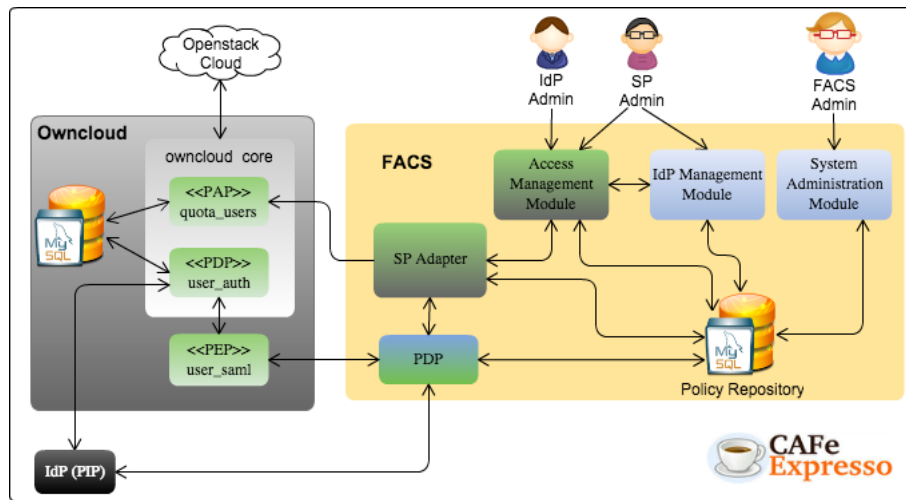 Openstack
Cloud
IdP
Admin
SP
Admin
FACS
Admin
Owncloud
owncloud core
FACS
<<PAP>>
quota_users
Access
Management
Module
IdP Management
Module
System
Administration
Module
My
SQL
<<PDP>>
user_auth
SP Adapter
<<PEP>>
user_saml
PDP
My
SQL
Policy Repository
IdP (PIP)
CAFe
Expresso